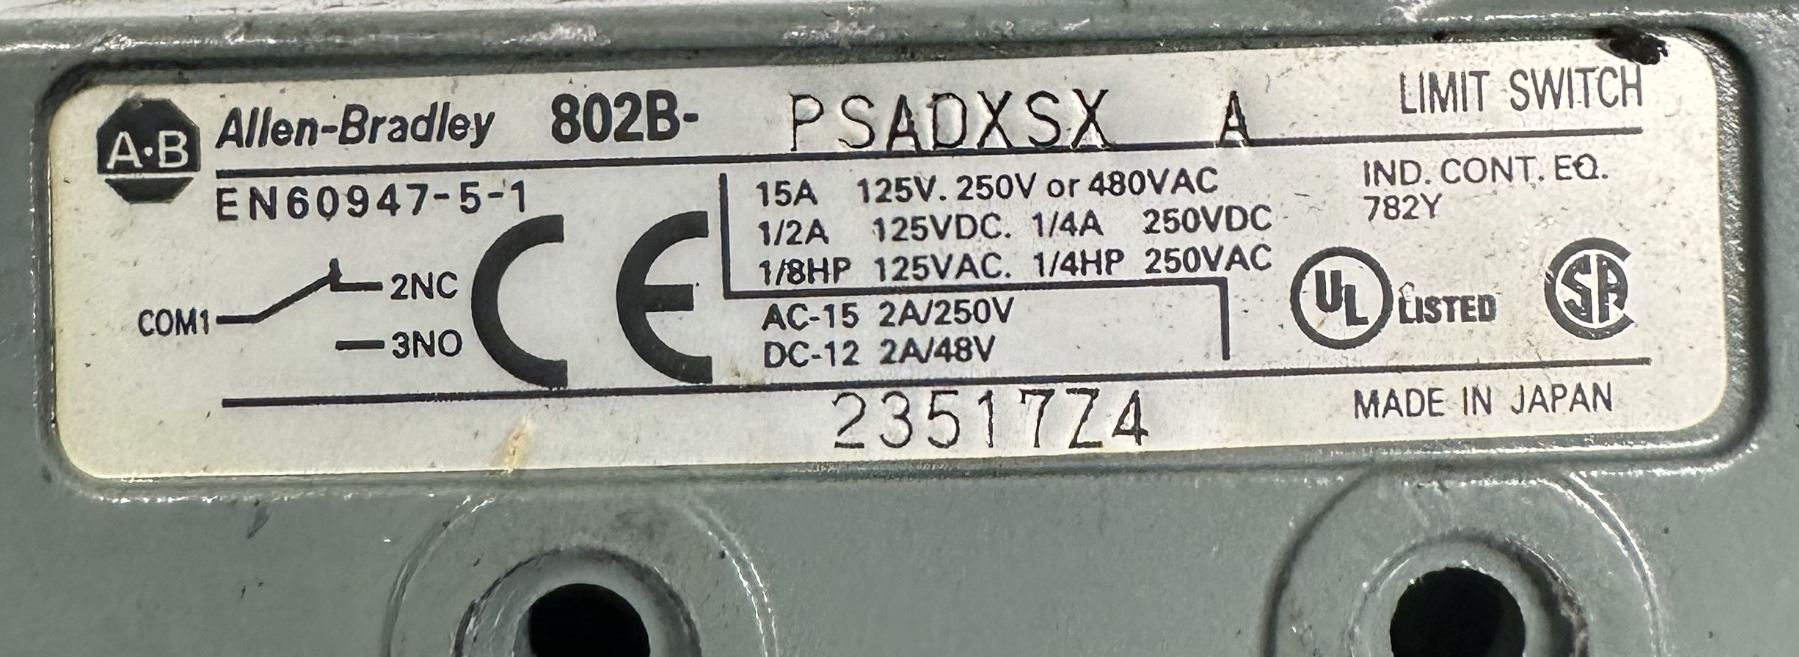 A·B Allen-Bradley 802B- PSADXSX A LIMIT SWITCH
EN60947-5-1
15A 125V. 250V or 480VAC
1/2A 125VDC. 1/4A 250VDC
1/8HP 125VAC. 1/4HP 250VAC
IND. CONT. EQ.
782Y
COM1
2NC
3NO
CE
AC-15 2A/250V
DC-12 2A/48V
UL LISTED
SA
23517Z4
MADE IN JAPAN